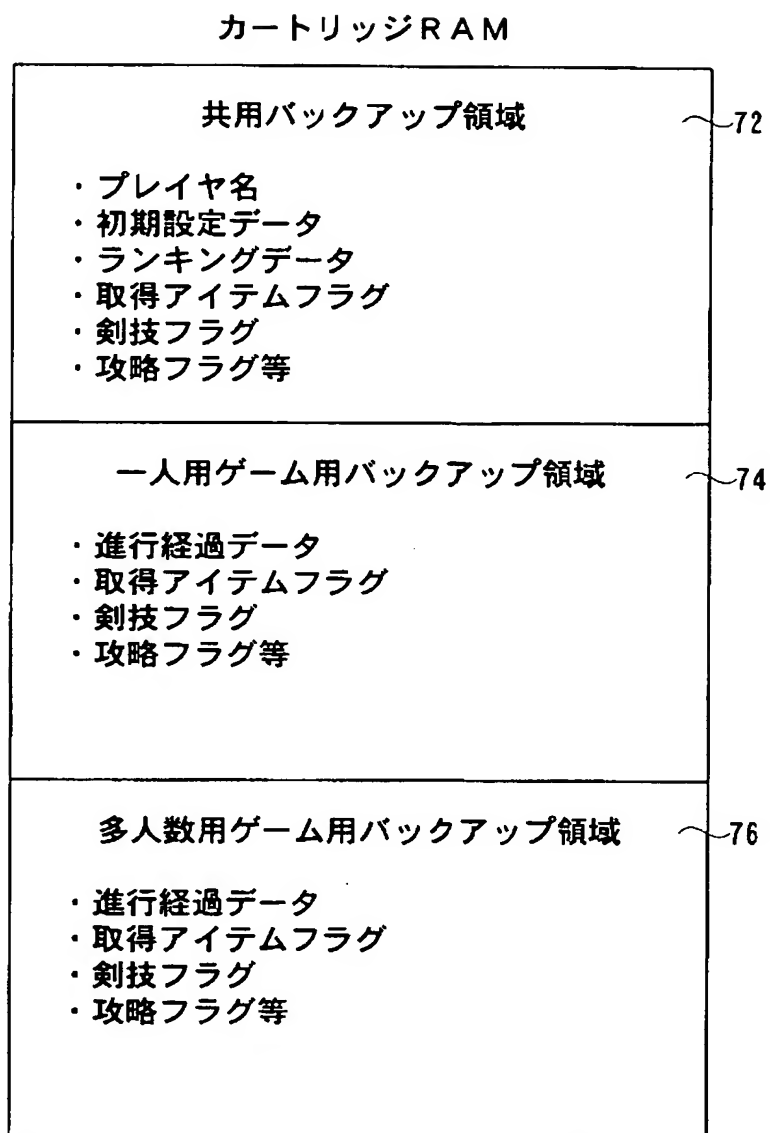 カートリッジＲＡＭ
共用バックアップ領域 72
・プレイヤ名
・初期設定データ
・ランキングデータ
・取得アイテムフラグ
・剣技フラグ
・攻略フラグ等
一人用ゲーム用バックアップ領域 74
・進行経過データ
・取得アイテムフラグ
・剣技フラグ
・攻略フラグ等
多人数用ゲーム用バックアップ領域 76
・進行経過データ
・取得アイテムフラグ
・剣技フラグ
・攻略フラグ等